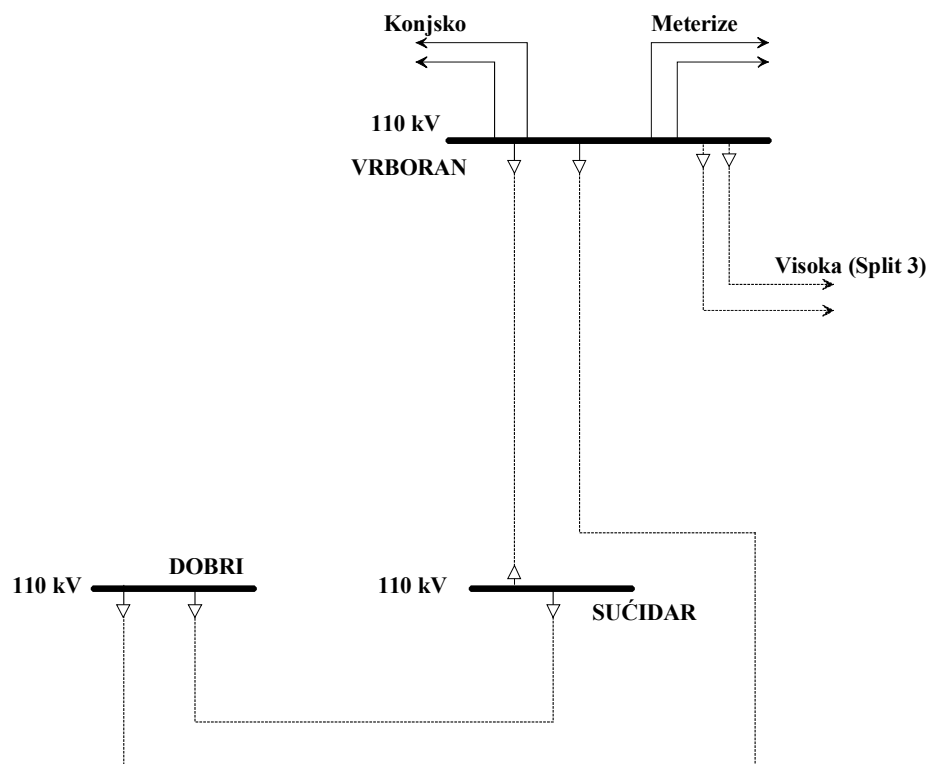 Konjsko
Meterize
110 kV
VRBORAN
Visoka (Split 3)
DOBRI
110 kV
110 kV
SUĆIDAR